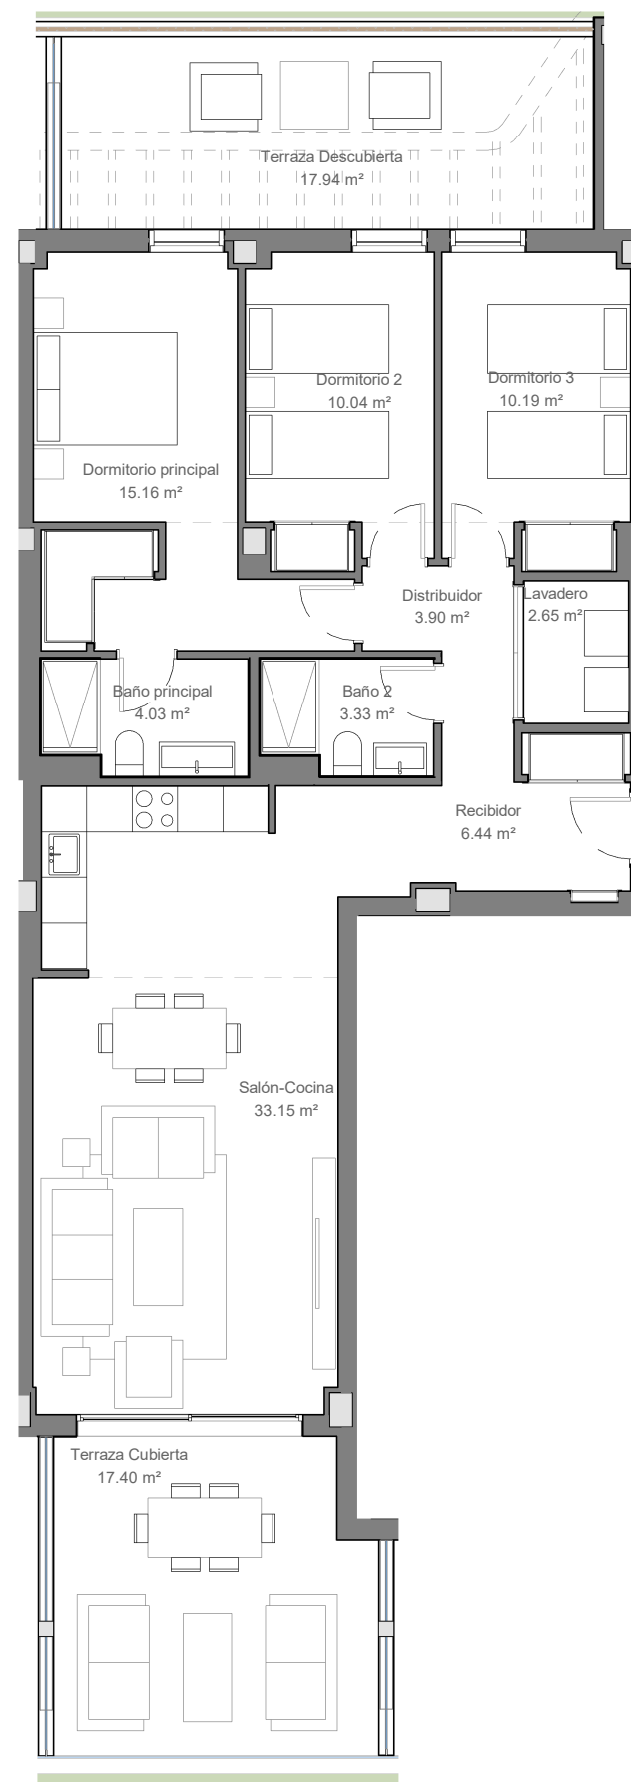 Terraza Descubierta
17.94 m²
Dormitorio 2
10.04 m²
Dormitorio 3
10.19 m²
Dormitorio principal
15.16 m²
Distribuidor
3.90 m²
Lavadero
2.65 m²
Baño principal
4.03 m²
Baño 2
3.33 m²
Recibidor
6.44 m²
Salón-Cocina
33.15 m²
Terraza Cubierta
17.40 m²